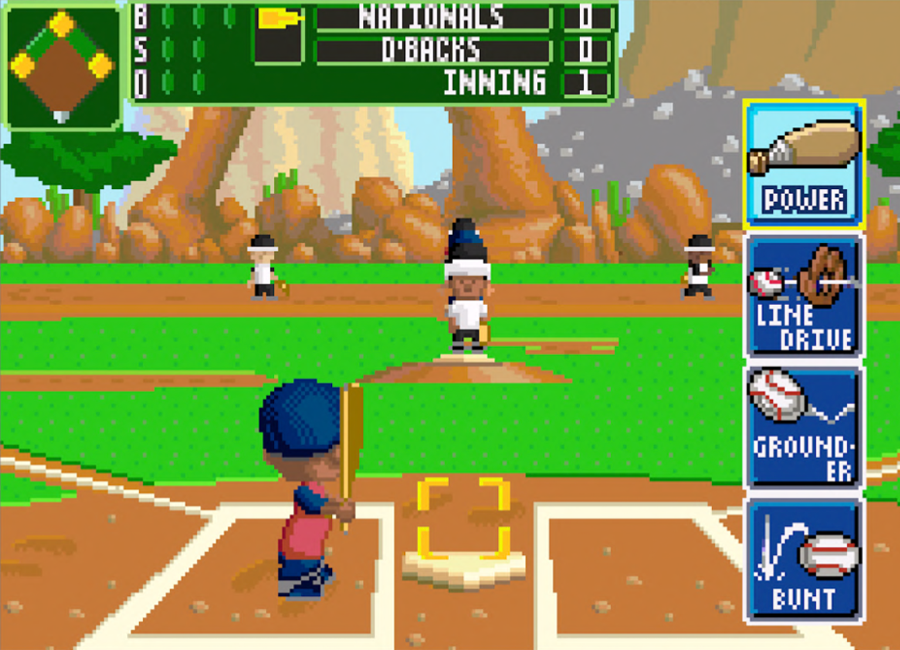 B
NATIONALS 0
S
D·BACKS 0
O
INNING 1
POWER
LINE
DRIVE
GROUND-
ER
BUNT